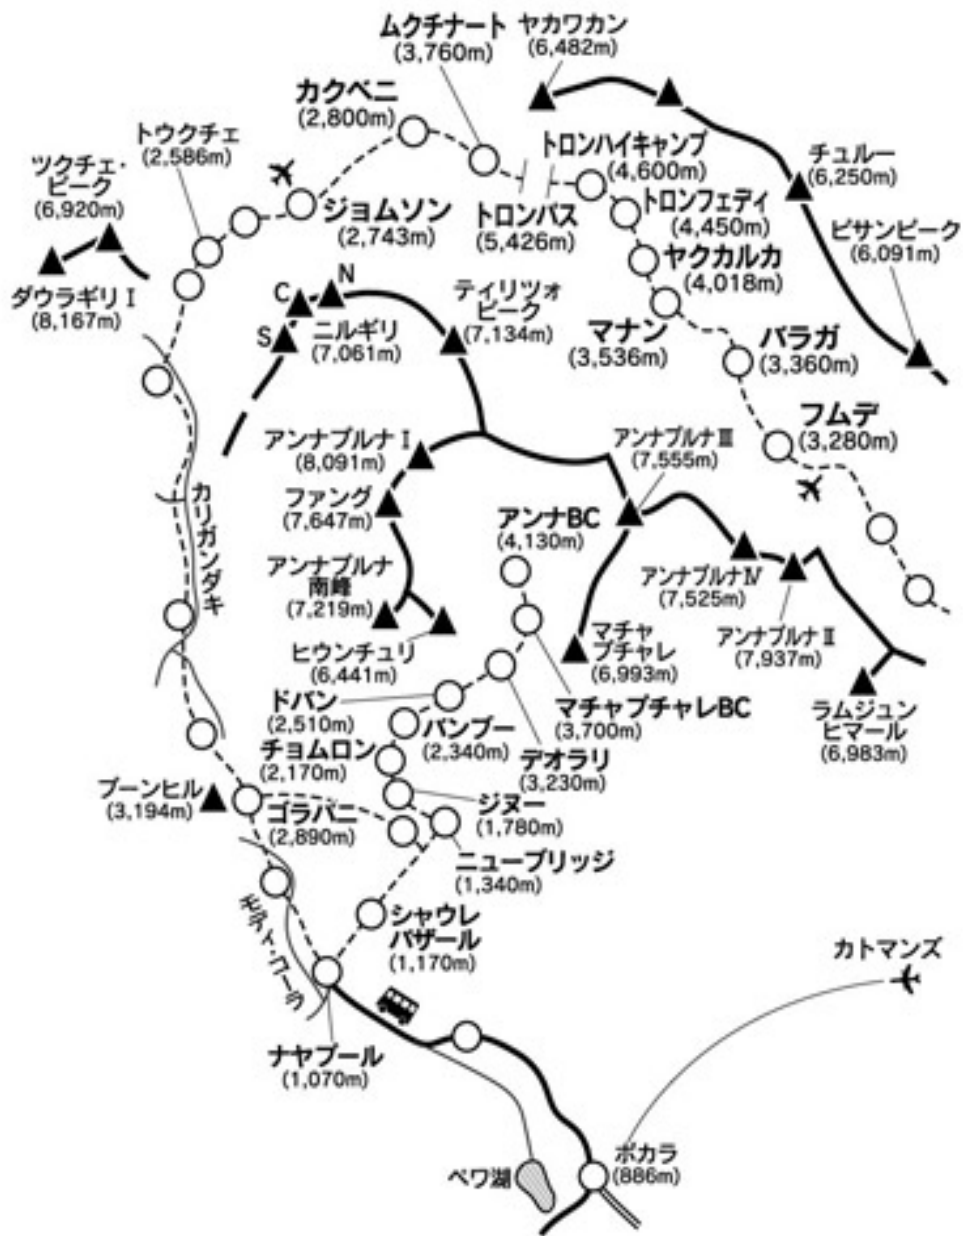 ムクチナート
(3,760m)
ヤカワカン
(6,482m)
カクベニ
(2,800m)
トウクチェ
(2,586m)
ツクチェ・
ピーク
(6,920m)
トロンハイキャンプ
(4,600m)
チュルー
(6,250m)
ジョムソン
(2,743m)
トロンパス
(5,426m)
トロンフェディ
(4,450m)
ピサンピーク
(6,091m)
ヤクカルカ
(4,018m)
ダウラギリⅠ
(8,167m)
C
N
S
ニルギリ
(7,061m)
ティリツォ
ピーク
(7,134m)
マナン
(3,536m)
バラガ
(3,360m)
フムデ
(3,280m)
アンナプルナⅠ
(8,091m)
アンナプルナⅢ
(7,555m)
ファング
(7,647m)
アンナBC
(4,130m)
カリガンダキ
アンナプルナ
南峰
(7,219m)
アンナプルナⅣ
(7,525m)
アンナプルナⅡ
(7,937m)
ヒウンチュリ
(6,441m)
マチャ
プチャレ
(6,993m)
ドバン
(2,510m)
バンブー
(2,340m)
マチャプチャレBC
(3,700m)
ラムジュン
ヒマール
(6,983m)
チョムロン
(2,170m)
デオラリ
(3,230m)
プーンヒル
(3,194m)
ゴラパニ
(2,890m)
ジヌー
(1,780m)
ニューブリッジ
(1,340m)
モディ・コーラ
シャウレ
バザール
(1,170m)
カトマンズ
ナヤプール
(1,070m)
ペワ湖
ポカラ
(886m)